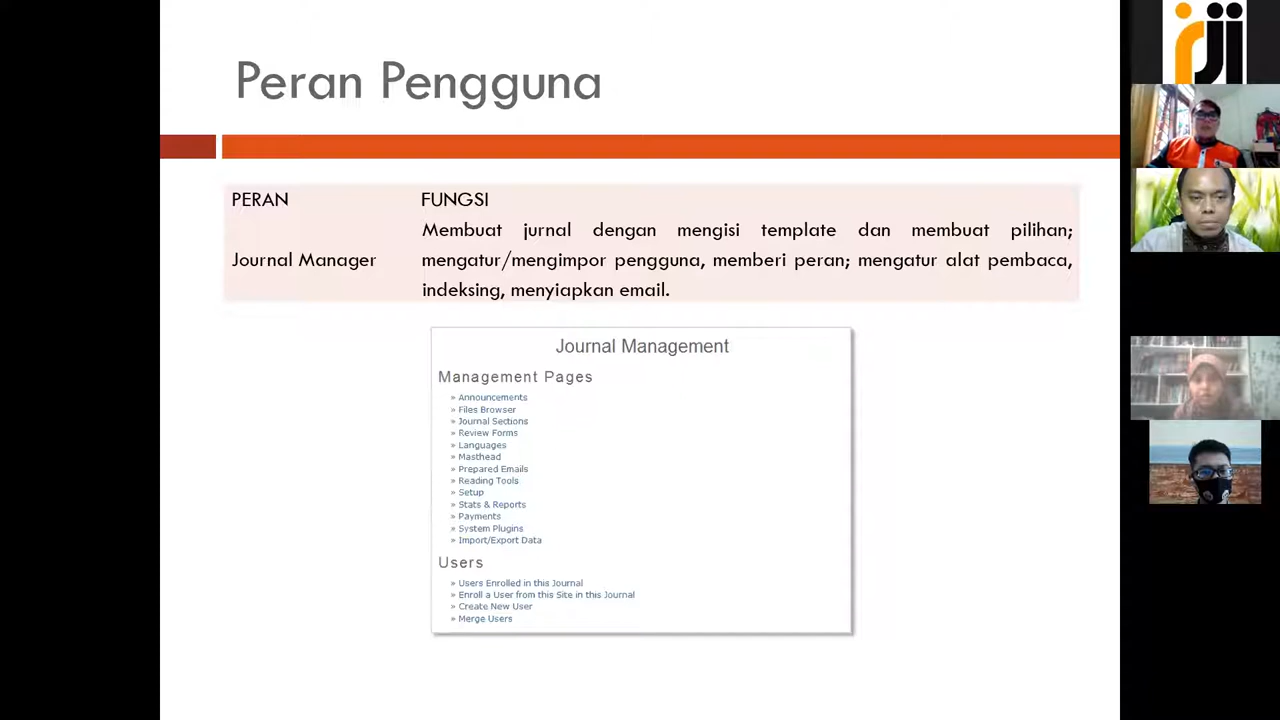 Peran Pengguna
rji
PERAN
FUNGSI
Membuat jurnal dengan mengisi template dan membuat pilihan;
Journal Manager
mengatur/mengimpor pengguna, memberi peran; mengatur alat pembaca,
indeksing, menyiapkan email.
Journal Management
Management Pages
» Announcements
» Files Browser
» Journal Sections
» Review Forms
» Languages
» Masthead
» Prepared Emails
» Reading Tools
» Setup
» Stats & Reports
» Payments
» System Plugins
» Import/Export Data
Users
» Users Enrolled in this Journal
» Enroll a User from this Site in this Journal
» Create New User
» Merge Users